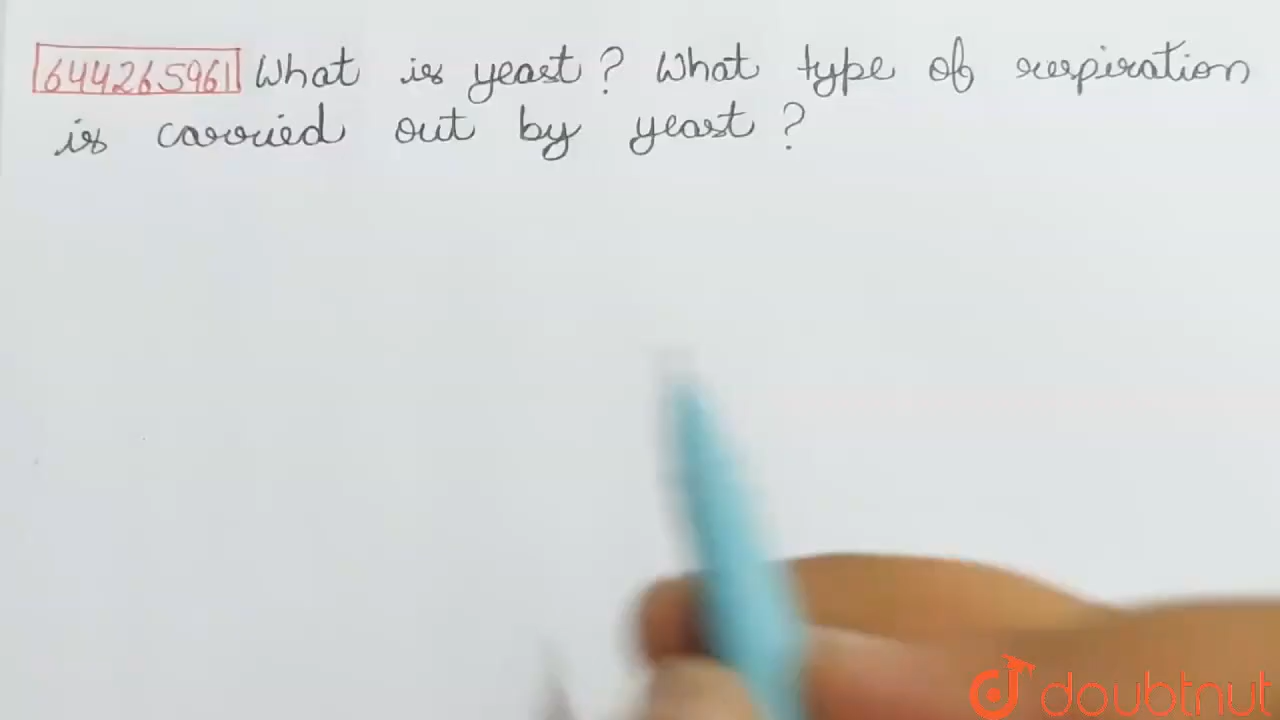 644265961 What is yeast? What type of respiration
is carried out by yeast?
doubtnut